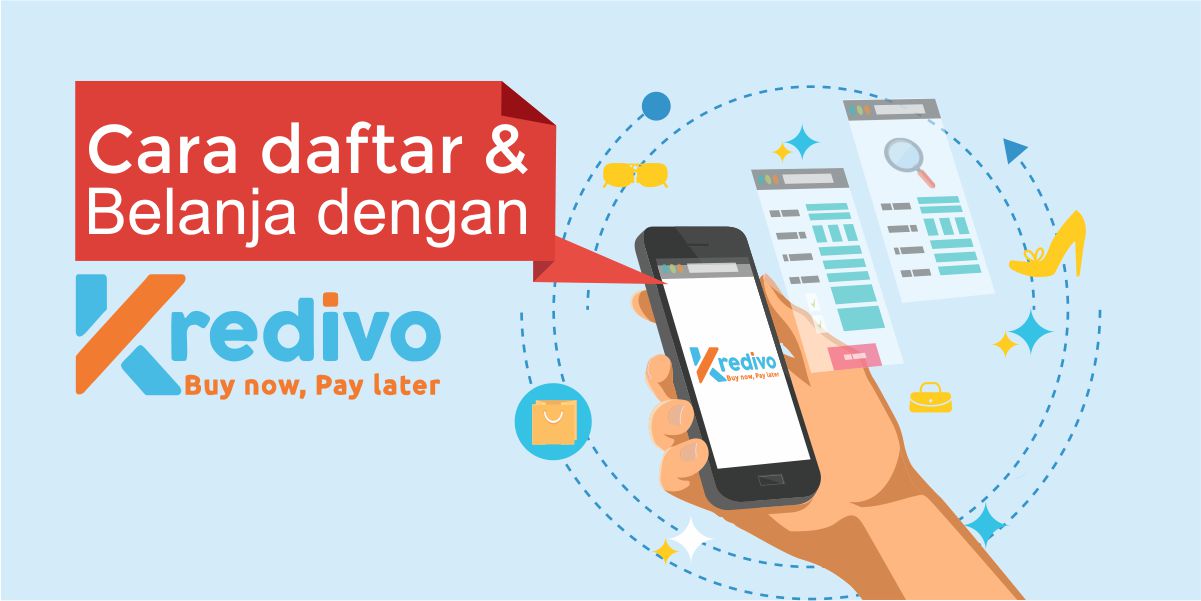 Cara daftar &
Belanja dengan
Kredivo
Buy now, Pay later
Kredivo
Buy now, Pay later